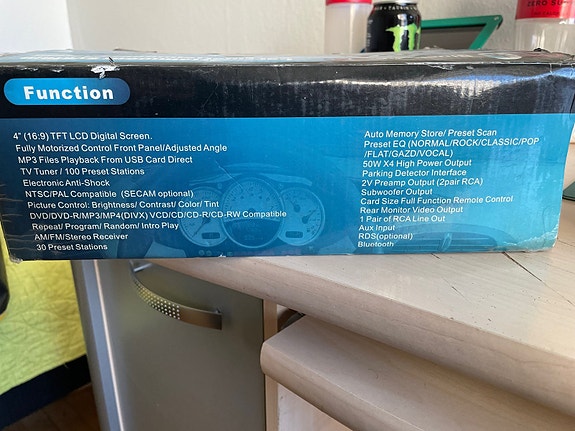 ZERO SU
Function
4" (16:9) TFT LCD Digital Screen.
Fully Motorized Control Front Panel/Adjusted Angle
MP3 Files Playback From USB Card Direct
TV Tuner / 100 Preset Stations
Electronic Anti-Shock
NTSC/PAL Compatible (SECAM optional)
Picture Control: Brightness/ Contrast/ Color/ Tint
DVD/DVD-R/MP3/MP4(DIVX) VCD/CD/CD-R/CD-RW Compatible
Repeat/ Program/ Random/ Intro Play
AM/FM/Stereo Receiver
30 Preset Stations
Auto Memory Store/ Preset Scan
Preset EQ (NORMAL/ROCK/CLASSIC/POP
/FLAT/GAZD/VOCAL)
50W X4 High Power Output
Parking Detector Interface
2V Preamp Output (2pair RCA)
Subwoofer Output
Card Size Full Function Remote Control
Rear Monitor Video Output
1 Pair of RCA Line Out
Aux Input
RDS(optional)
Bluetooth